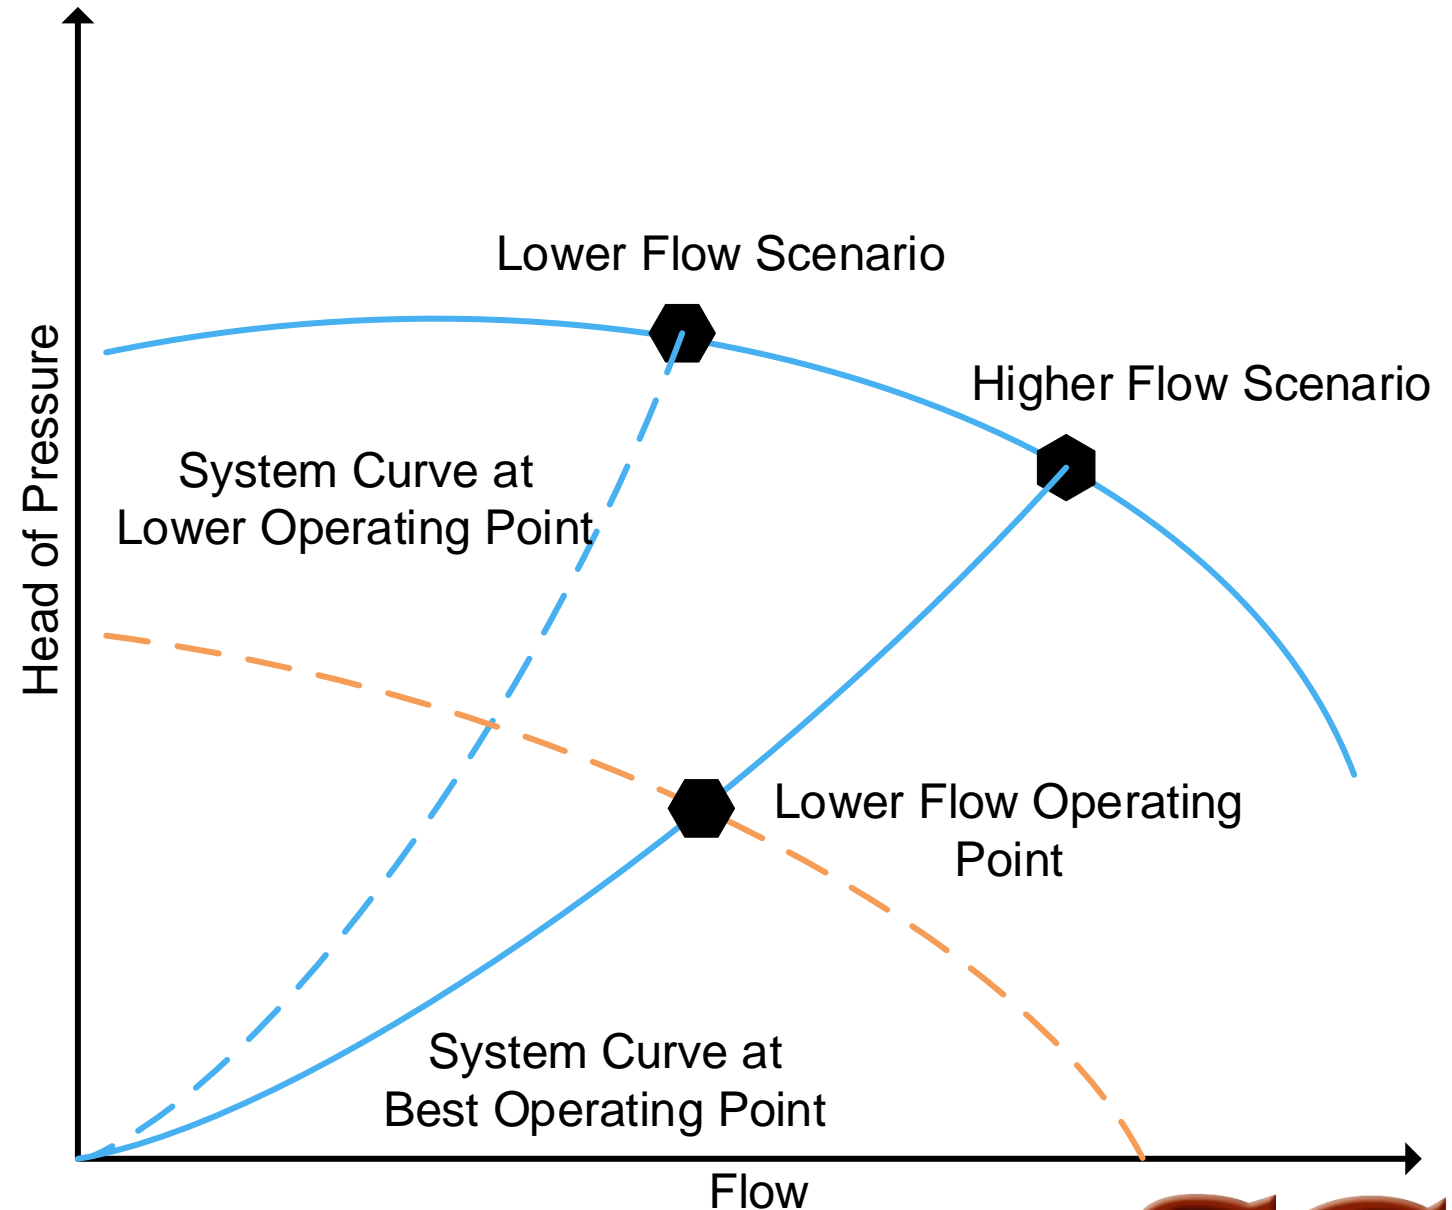 Lower Flow Scenario
Higher Flow Scenario
System Curve at
Lower Operating Point
Head of Pressure
Lower Flow Operating
Point
System Curve at
Best Operating Point
Flow